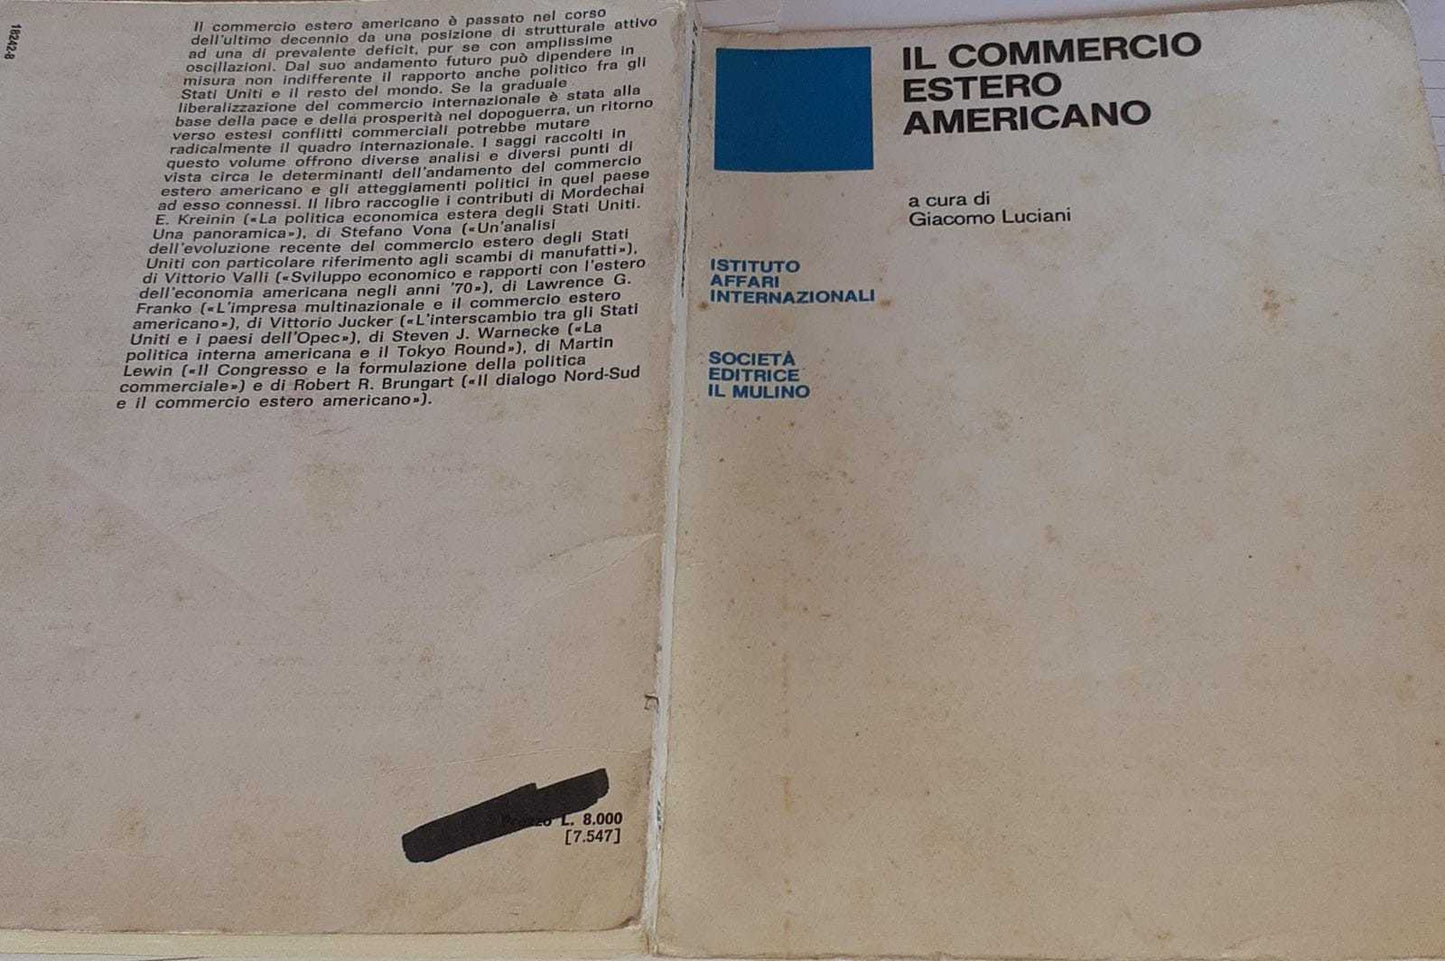 18242-8
Il commercio estero americano è passato nel corso
dell'ultimo decennio da una posizione di strutturale attivo
ad una di prevalente deficit, pur se con amplissime
oscillazioni. Dal suo andamento futuro può dipendere in
misura non indifferente il rapporto anche politico fra gli
Stati Uniti e il resto del mondo. Se la graduale
liberalizzazione del commercio internazionale è stata alla
base della pace e della prosperità nel dopoguerra, un ritorno
verso estesi conflitti commerciali potrebbe mutare
radicalmente il quadro internazionale. I saggi raccolti in
questo volume offrono diverse analisi e diversi punti di
vista circa le determinanti dell'andamento del commercio
estero americano e gli atteggiamenti politici in quel paese
ad esso connessi. Il libro raccoglie i contributi di Mordechai
E. Kreinin («La politica economica estera degli Stati Uniti.
Una panoramica»), di Stefano Vona («Un'analisi
dell'evoluzione recente del commercio estero degli Stati
Uniti con particolare riferimento agli scambi di manufatti»),
di Vittorio Valli («Sviluppo economico e rapporti con l'estero
dell'economia americana negli anni '70»), di Lawrence G.
Franko («L'impresa multinazionale e il commercio estero
americano»), di Vittorio Jucker («L'interscambio tra gli Stati
Uniti e i paesi dell'Opec»), di Steven J. Warnecke («La
politica interna americana e il Tokyo Round»), di Martin
Lewin («Il Congresso e la formulazione della politica
commerciale») e di Robert R. Brungart («Il dialogo Nord-Sud
e il commercio estero americano»).
L. 8.000
[7.547]
IL COMMERCIO
ESTERO
AMERICANO
a cura di
Giacomo Luciani
ISTITUTO
AFFARI
INTERNAZIONALI
SOCIETÀ
EDITRICE
IL MULINO